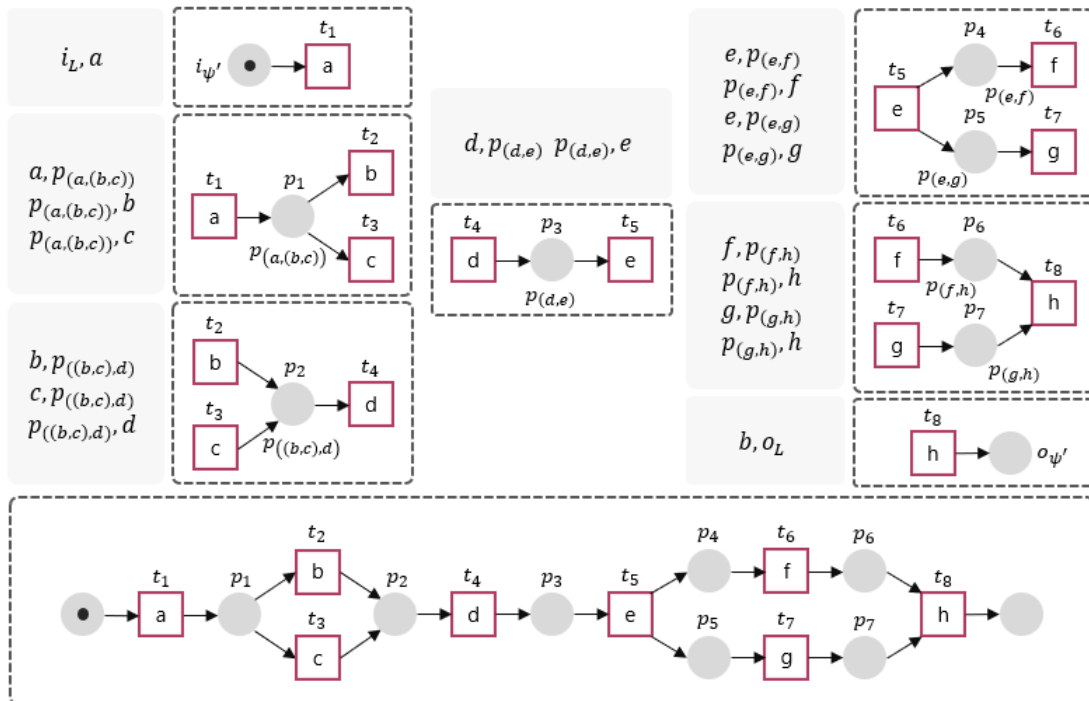 i_L, a
t_1
i_ψ′
a
a, p_(a,(b,c))
p_(a,(b,c)), b
p_(a,(b,c)), c
t_2
t_1
p_1
b
a
t_3
p_(a,(b,c))
c
b, p_((b,c),d)
c, p_((b,c),d)
p_((b,c),d), d
t_2
b
p_2
t_4
t_3
d
c
p_((b,c),d)
d, p_(d,e) p_(d,e), e
t_4
p_3
t_5
d
e
p_(d,e)
e, p_(e,f)
p_(e,f), f
e, p_(e,g)
p_(e,g), g
p_4
t_6
t_5
f
p_(e,f)
e
p_5
t_7
g
p_(e,g)
f, p_(f,h)
p_(f,h), h
g, p_(g,h)
p_(g,h), h
t_6
p_6
f
t_8
p_(f,h)
t_7
p_7
h
g
p_(g,h)
b, o_L
t_8
h
o_ψ′
t_2
p_4
t_6
p_6
t_1
p_1
b
p_2
t_4
p_3
t_5
f
t_8
a
t_3
d
e
p_5
t_7
p_7
h
c
g